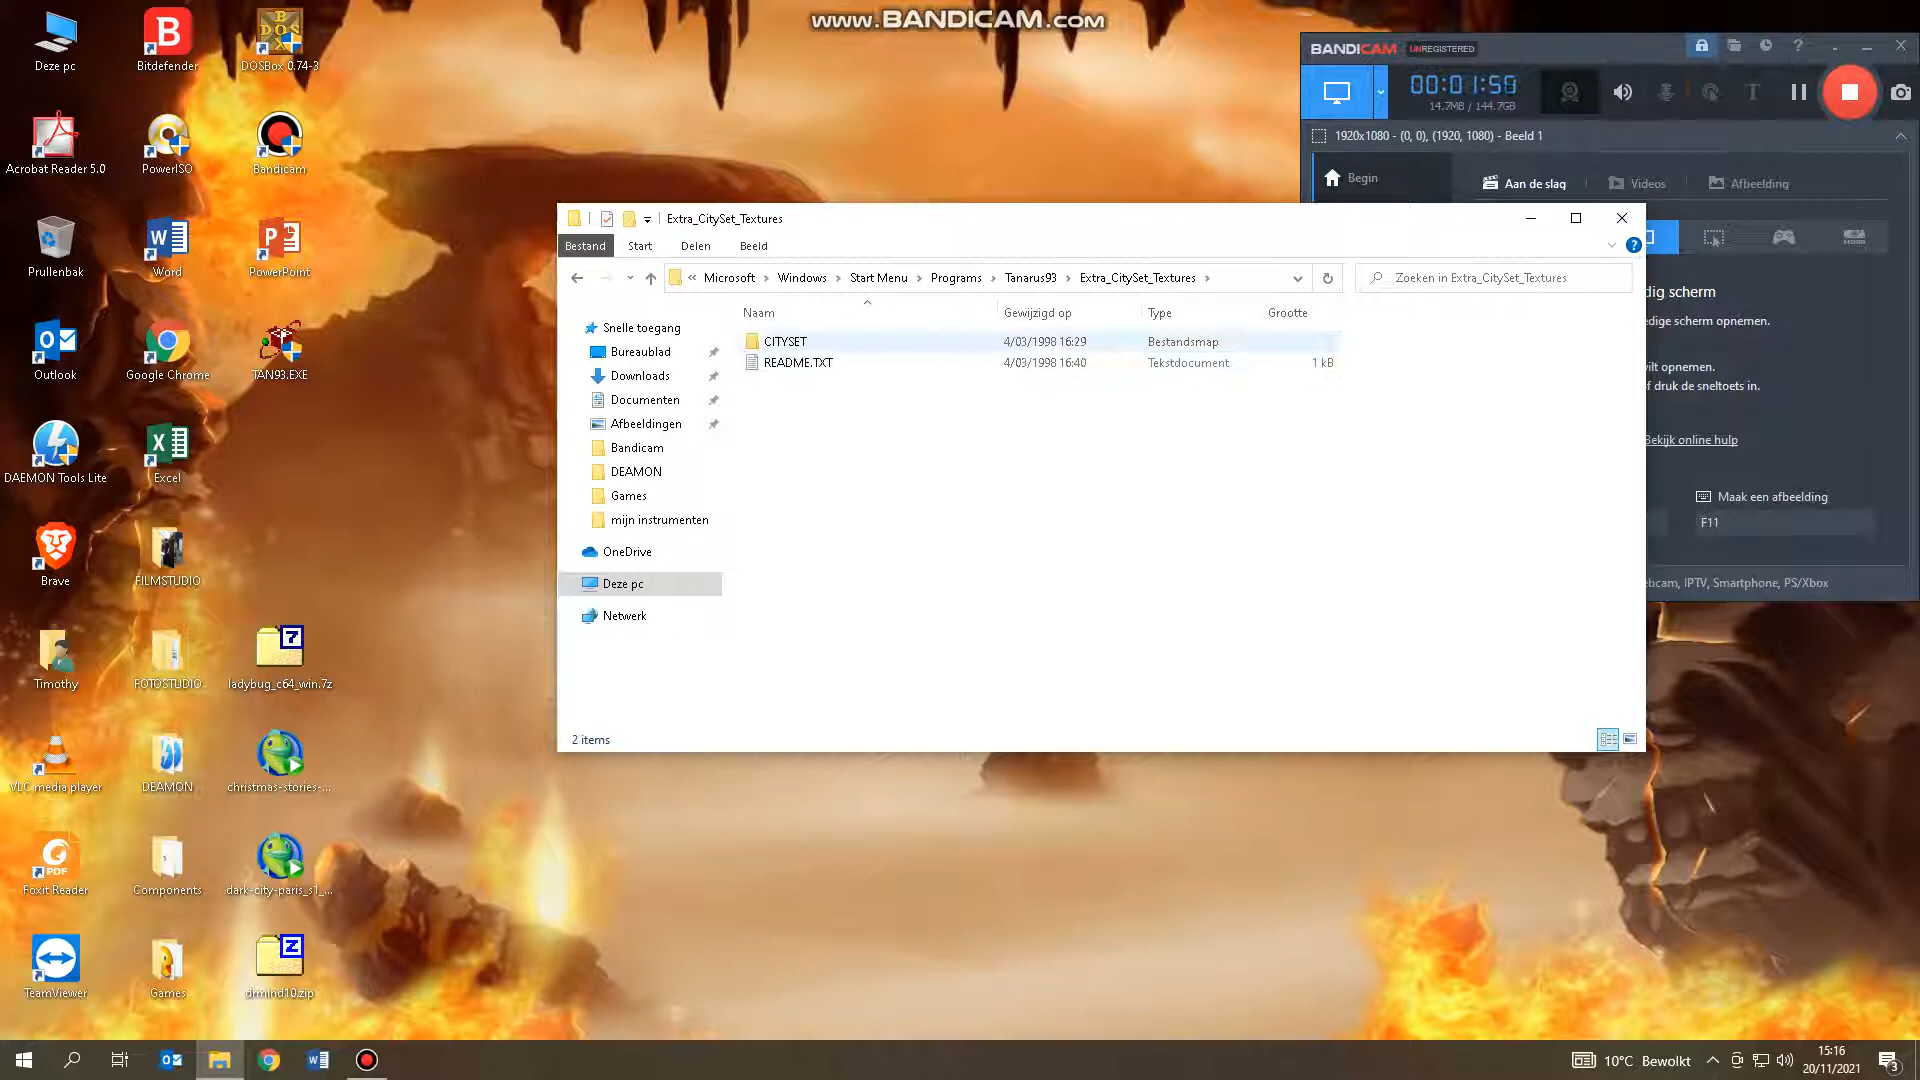 www.BANDICAM.com
Deze pc
Bitdefender
DOSBox 0.74-3
Acrobat Reader 5.0
PowerISO
Bandicam
Prullenbak
Word
PowerPoint
Outlook
Google Chrome
TAN93.EXE
DAEMON Tools Lite
Excel
Brave
FILMSTUDIO
Timothy
FOTOSTUDIO
ladybug_c64_win.7z
VLC media player
DEAMON
christmas-stories-...
Foxit Reader
Components
dark-city-paris_s1_...
TeamViewer
Games
drmind10.zip
BANDICAM UNREGISTERED
00:01:50
14.2MB / 144.7GB
1920x1080 - (0, 0), (1920, 1080) - Beeld 1
Begin
Aan de slag
Videos
Afbeelding
dig scherm
edige scherm opnemen.
vilt opnemen.
of druk de sneltoets in.
Bekijk online hulp
Maak een afbeelding
F11
ebcam, IPTV, Smartphone, PS/Xbox
Extra_CitySet_Textures
Bestand
Start
Delen
Beeld
« Microsoft > Windows > Start Menu > Programs > Tanarus93 > Extra_CitySet_Textures >
Zoeken in Extra_CitySet_Textures
Naam
Gewijzigd op
Type
Grootte
CITYSET 4/03/1998 16:29 Bestandsmap
README.TXT 4/03/1998 16:40 Tekstdocument 1 kB
Snelle toegang
Bureaublad
Downloads
Documenten
Afbeeldingen
Bandicam
DEAMON
Games
mijn instrumenten
OneDrive
Deze pc
Netwerk
2 items
10°C Bewolkt
15:16
20/11/2021
3